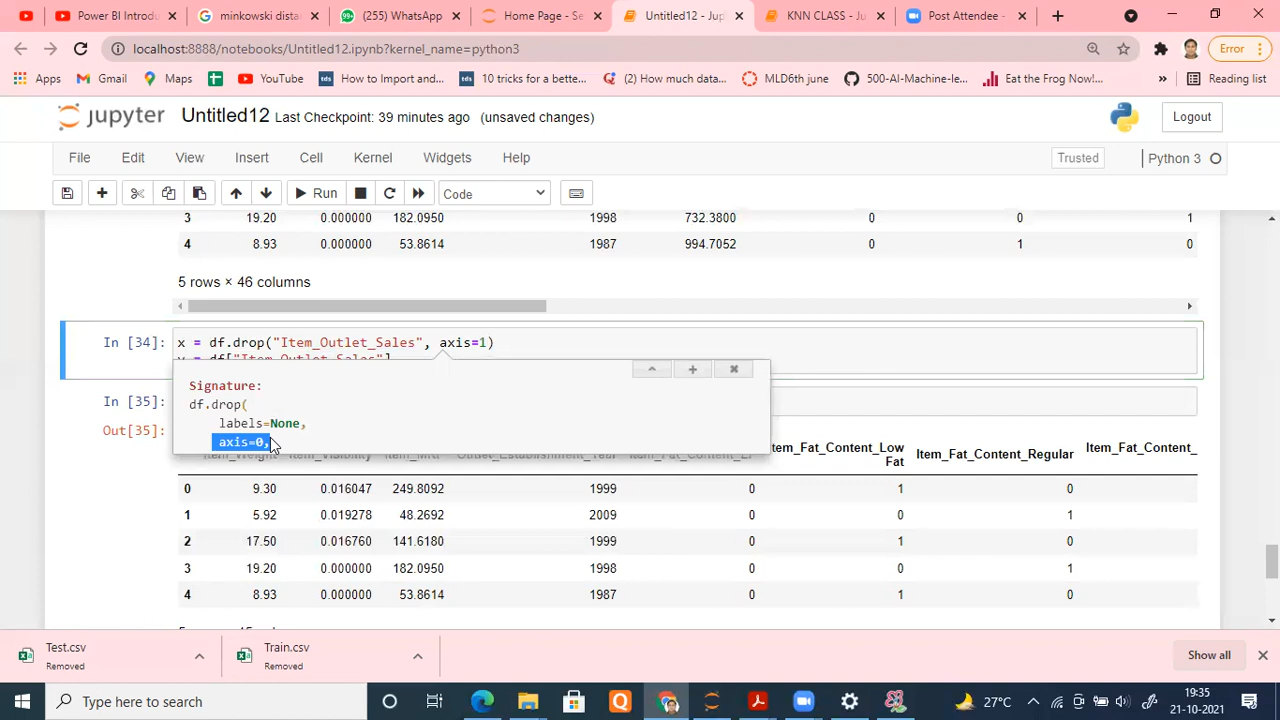 Power BI Introdu
minkowski dista
(255) WhatsApp
Home Page - Se
Untitled12 - Jup
KNN CLASS - Ju
Post Attendee -
localhost:8888/notebooks/Untitled12.ipynb?kernel_name=python3
Error
Apps
Gmail
Maps
YouTube
How to Import and...
10 tricks for a bette...
(2) How much data...
MLD6th june
500-AI-Machine-le...
Eat the Frog Now!...
Reading list
jupyter Untitled12 Last Checkpoint: 39 minutes ago (unsaved changes)
Logout
File Edit View Insert Cell Kernel Widgets Help
Trusted
Python 3
Run
Code
3 19.20 0.000000 182.0950 1998 732.3800 0 0 1
4 8.93 0.000000 53.8614 1987 994.7052 0 1 0
5 rows × 46 columns
In [34]: x = df.drop("Item_Outlet_Sales", axis=1)
y = df["Item_Outlet_Sales"]
Signature:
df.drop(
labels=None,
axis=0,
In [35]:
Out[35]:
Item_Weight Item_Visibility Item_MRP Outlet_Establishment_Year Item_Fat_Content_LF Item_Fat_Content_Low Fat Item_Fat_Content_Regular Item_Fat_Content_
0 9.30 0.016047 249.8092 1999 0 1 0
1 5.92 0.019278 48.2692 2009 0 0 1
2 17.50 0.016760 141.6180 1999 0 1 0
3 19.20 0.000000 182.0950 1998 0 0 1
4 8.93 0.000000 53.8614 1987 0 1 0
Test.csv
Removed
Train.csv
Removed
Show all
Type here to search
27°C
19:35
21-10-2021